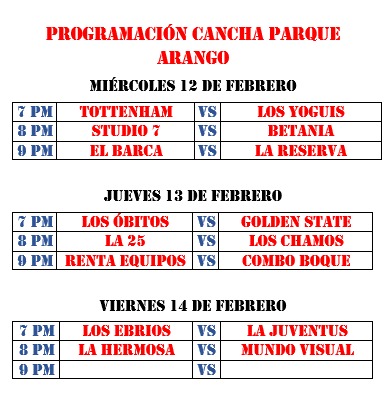 PROGRAMACIÓN CANCHA PARQUE
ARANGO
MIÉRCOLES 12 DE FEBRERO
7 PM TOTTENHAM VS LOS YOGUIS
8 PM STUDIO 7 VS BETANIA
9 PM EL BARCA VS LA RESERVA
JUEVES 13 DE FEBRERO
7 PM LOS ÓBITOS VS GOLDEN STATE
8 PM LA 25 VS LOS CHAMOS
9 PM RENTA EQUIPOS VS COMBO BOQUE
VIERNES 14 DE FEBRERO
7 PM LOS EBRIOS VS LA JUVENTUS
8 PM LA HERMOSA VS MUNDO VISUAL
9 PM VS